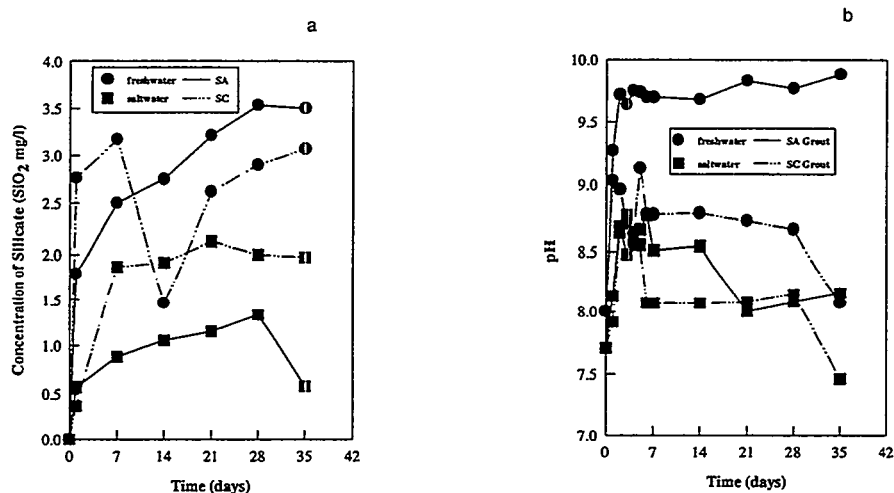 a
Concentration of Silicate (SiO2 mg/l)
4.0
3.5
3.0
2.5
2.0
1.5
1.0
0.5
0.0
freshwater SA
saltwater SC
0 7 14 21 28 35 42
Time (days)
b
pH
10.0
9.0
8.5
8.0
7.5
7.0
freshwater SA Grout
saltwater SC Grout
0 7 14 21 28 35 42
Time (days)